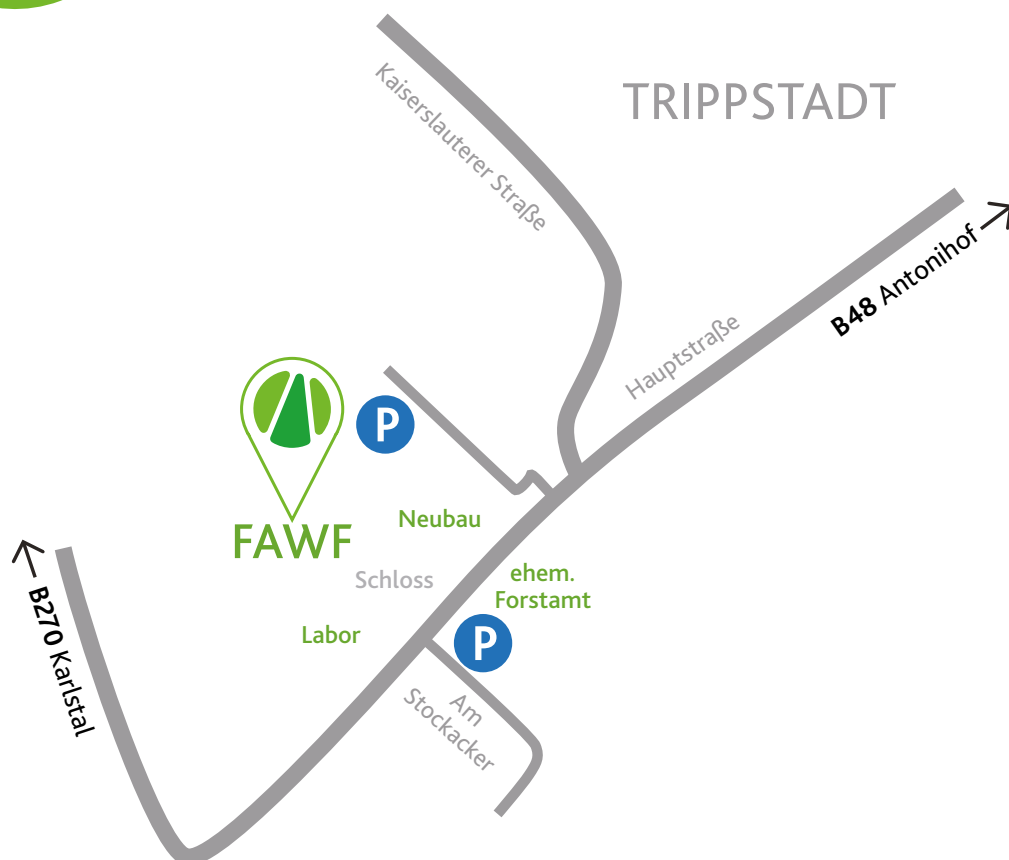 TRIPPSTADT
Kaiserslauterer Straße
B48 Antonihof
Hauptstraße
P
Neubau
FAWF
Schloss
ehem.
Forstamt
Labor
P
B270 Karlstal
Am
Stockacker